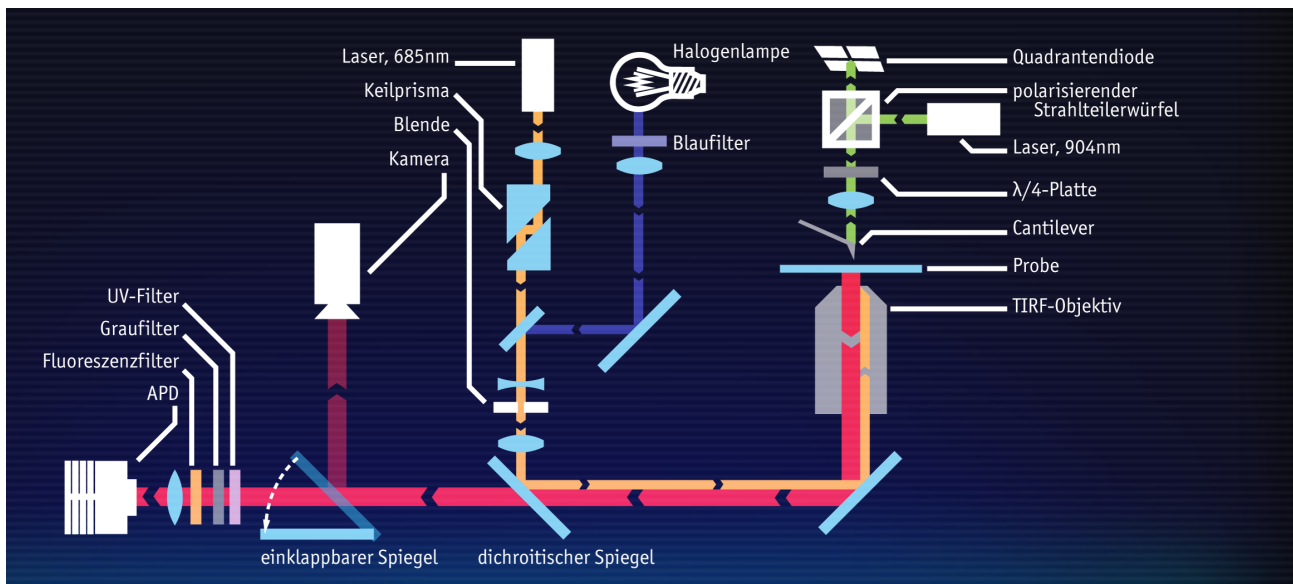 Laser, 685nm
Keilprisma
Blende
Kamera
Halogenlampe
Blaufilter
Quadrantendiode
polarisierender
Strahlteilerwürfel
Laser, 904nm
λ/4-Platte
Cantilever
Probe
TIRF-Objektiv
UV-Filter
Graufilter
Fluoreszenzfilter
APD
einklappbarer Spiegel
dichroitischer Spiegel